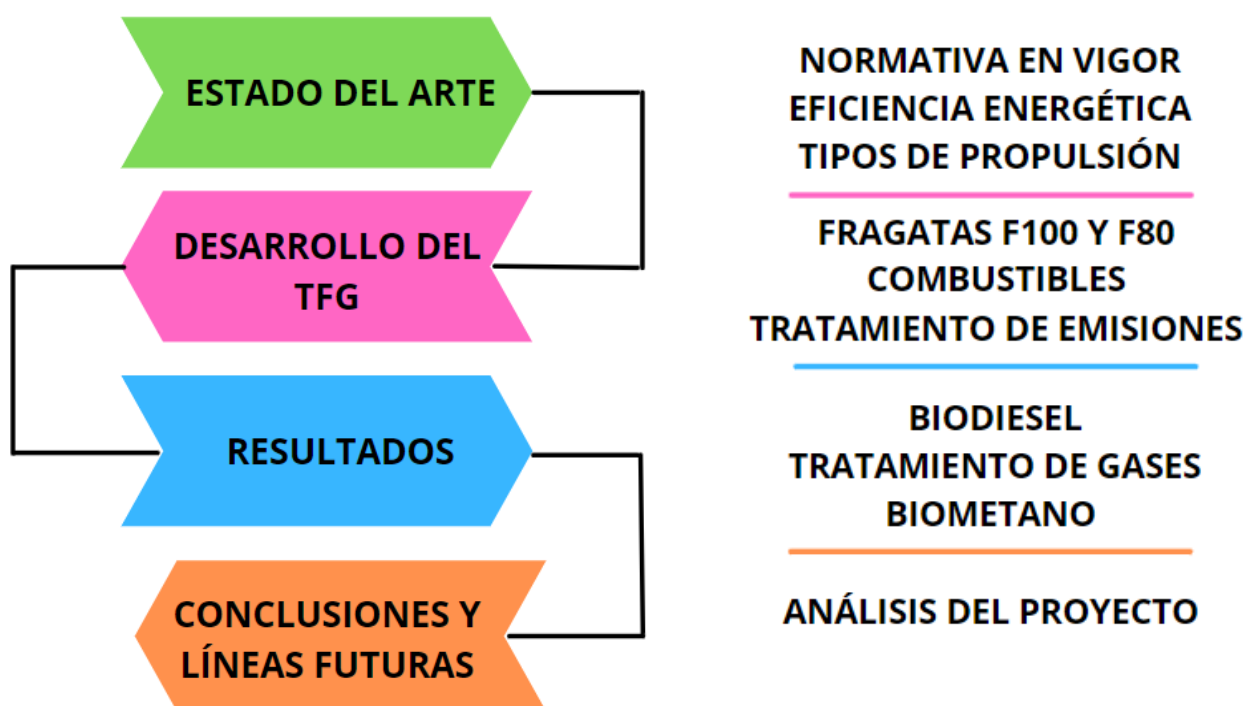 ESTADO DEL ARTE
NORMATIVA EN VIGOR
EFICIENCIA ENERGÉTICA
TIPOS DE PROPULSIÓN
DESARROLLO DEL
TFG
FRAGATAS F100 Y F80
COMBUSTIBLES
TRATAMIENTO DE EMISIONES
RESULTADOS
BIODIESEL
TRATAMIENTO DE GASES
BIOMETANO
CONCLUSIONES Y
LÍNEAS FUTURAS
ANÁLISIS DEL PROYECTO